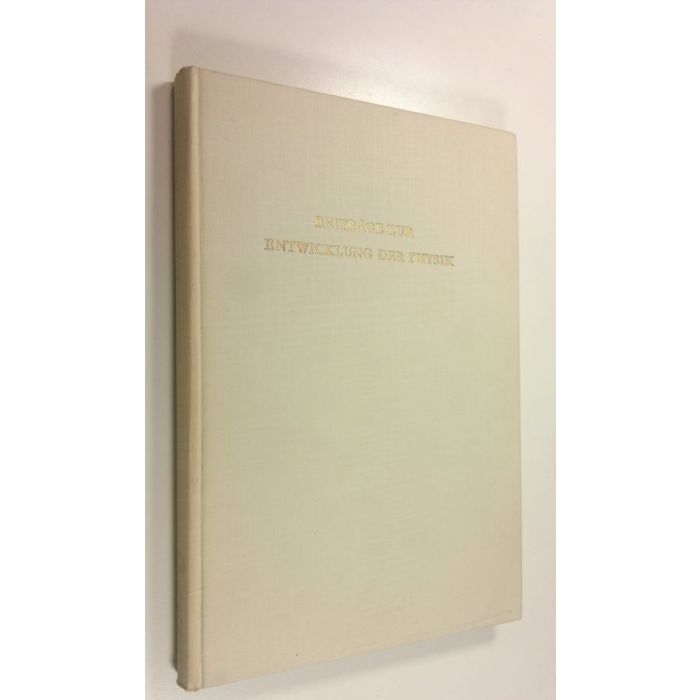 BEITRÄGE ZUR
ENTWICKLUNG DER PHYSIK